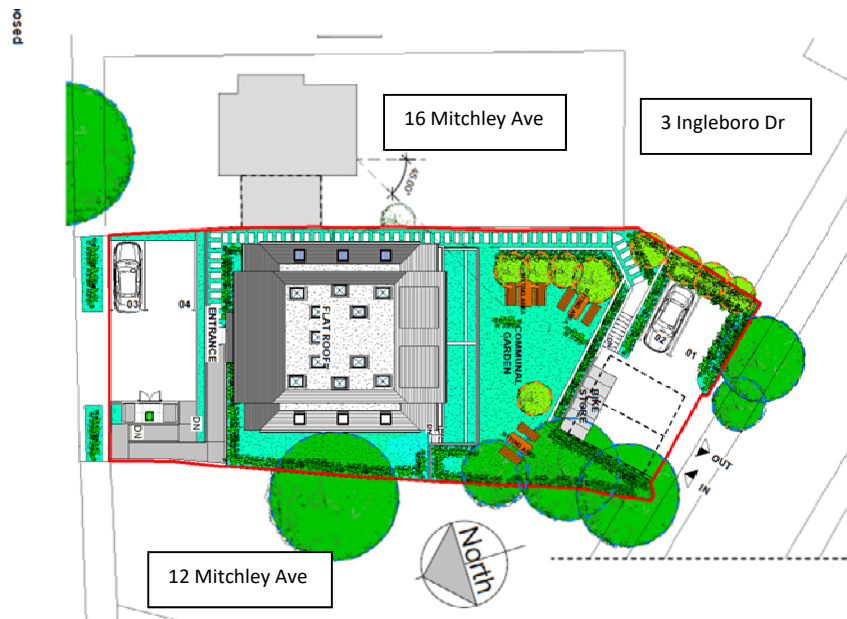 posed
16 Mitchley Ave
3 Ingleboro Dr
45.00°
03
04
ENTRANCE
FLAT ROOF
COMMUNAL
GARDEN
02
01
BIKE
STORE
DN
DN
OUT
IN
North
12 Mitchley Ave